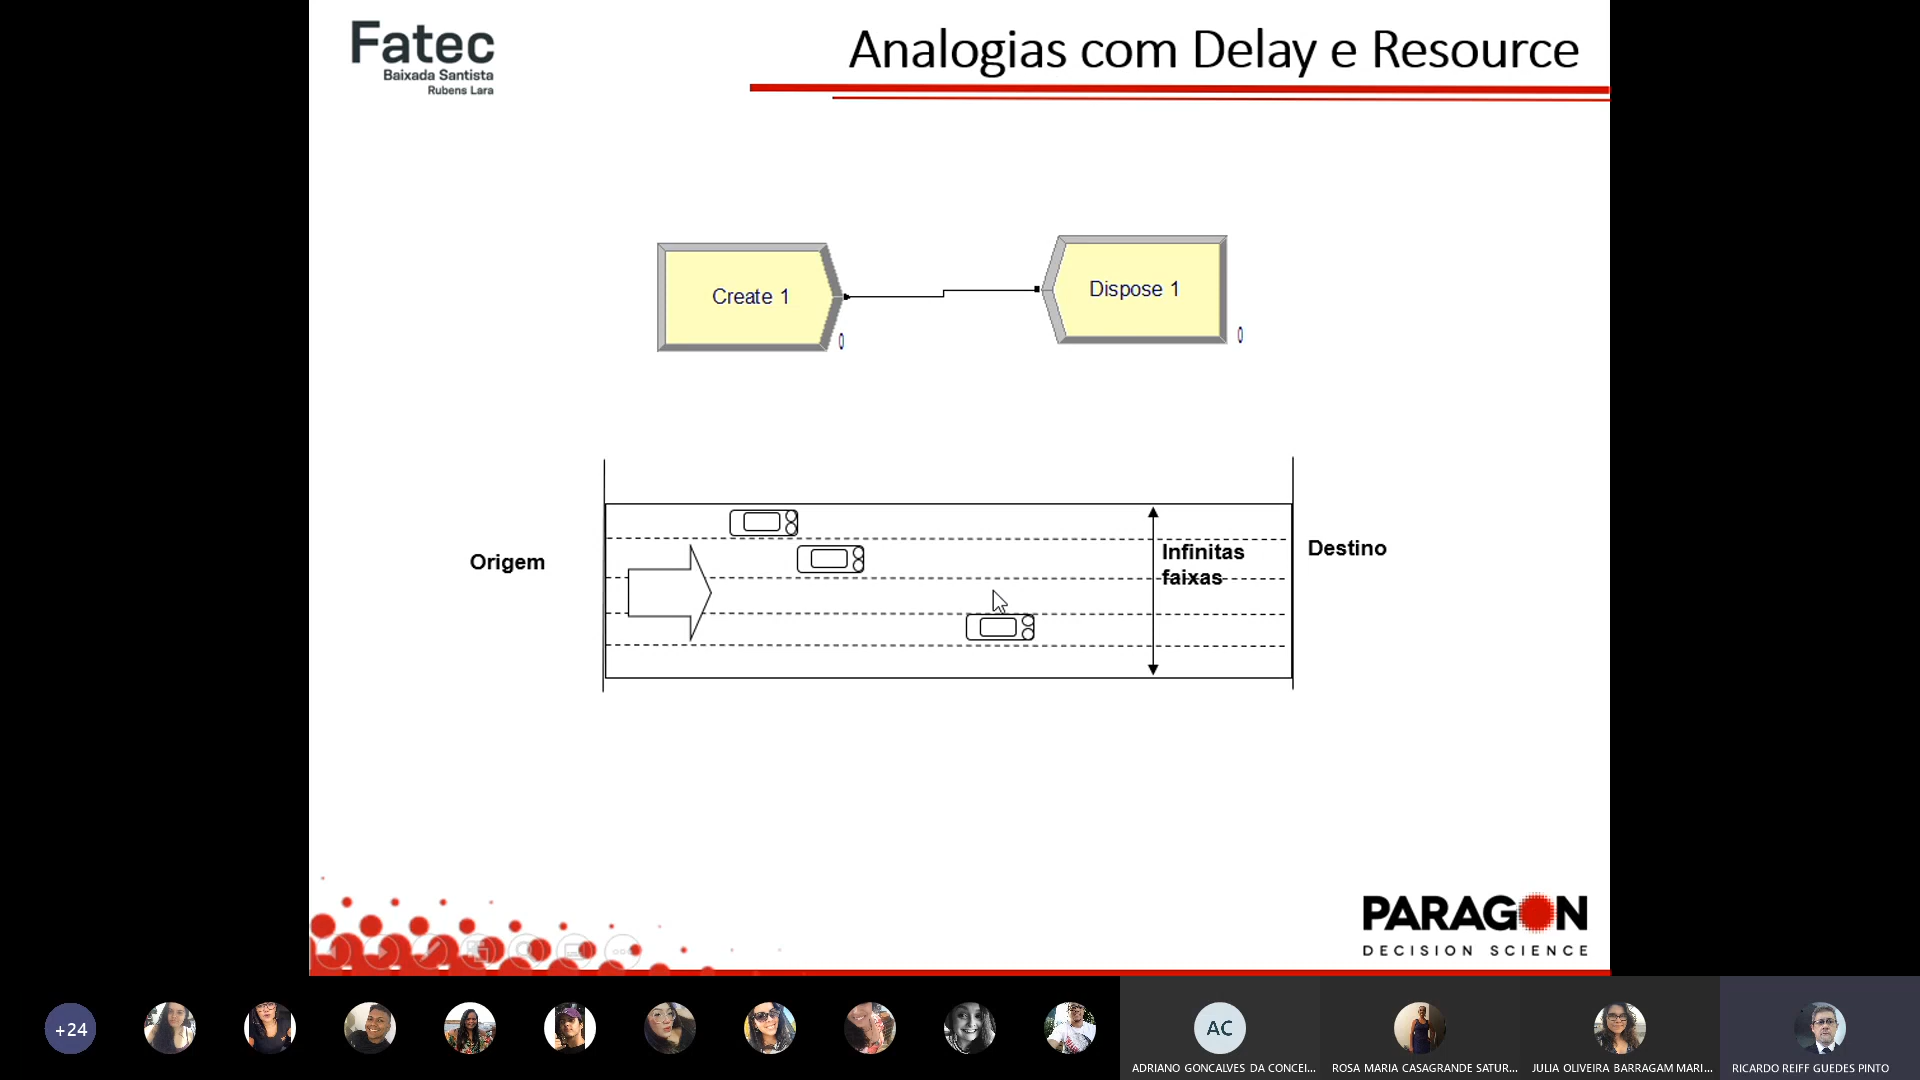 Fatec
Baixada Santista
Rubens Lara
Analogias com Delay e Resource
Create 1
0
Dispose 1
0
Origem
Infinitas
faixas
Destino
PARAGON
DECISION SCIENCE
+24
AC
ADRIANO GONCALVES DA CONCEI...
ROSA MARIA CASAGRANDE SATUR...
JULIA OLIVEIRA BARRAGAM MARI...
RICARDO REIFF GUEDES PINTO